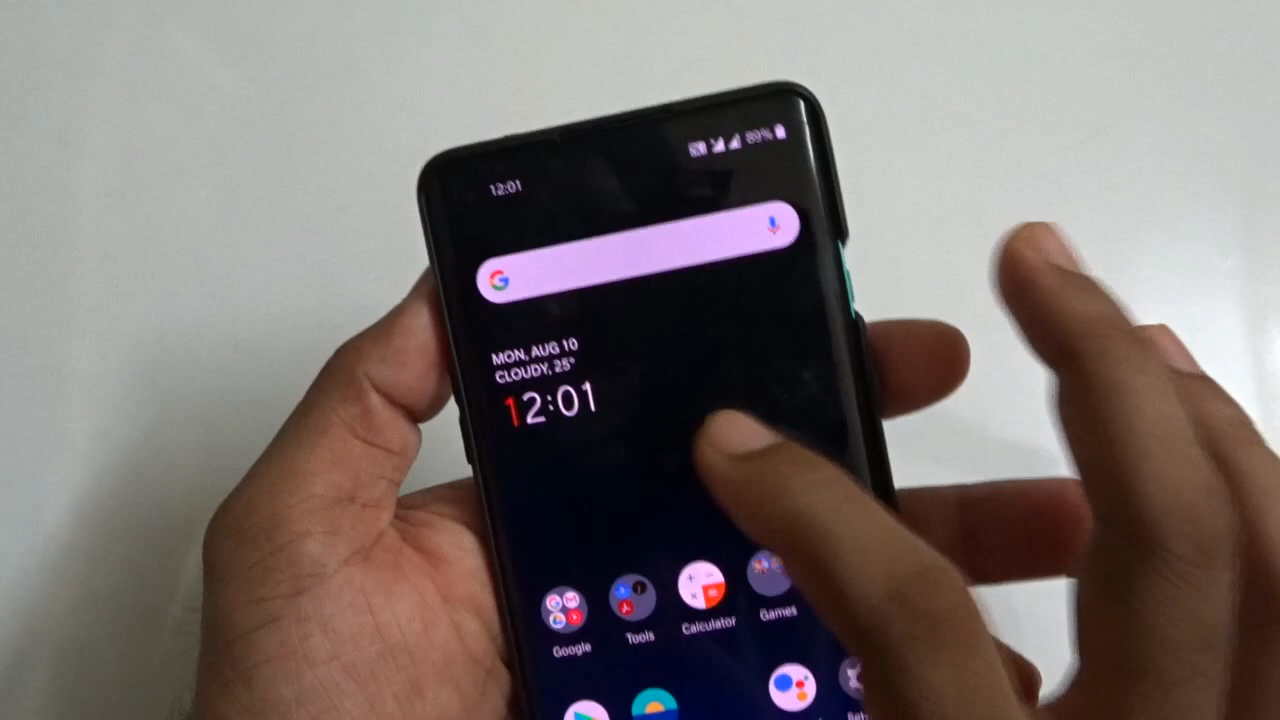 12:01
89%
MON, AUG 10
CLOUDY, 25°
12:01
Google
Tools
Calculator
Games